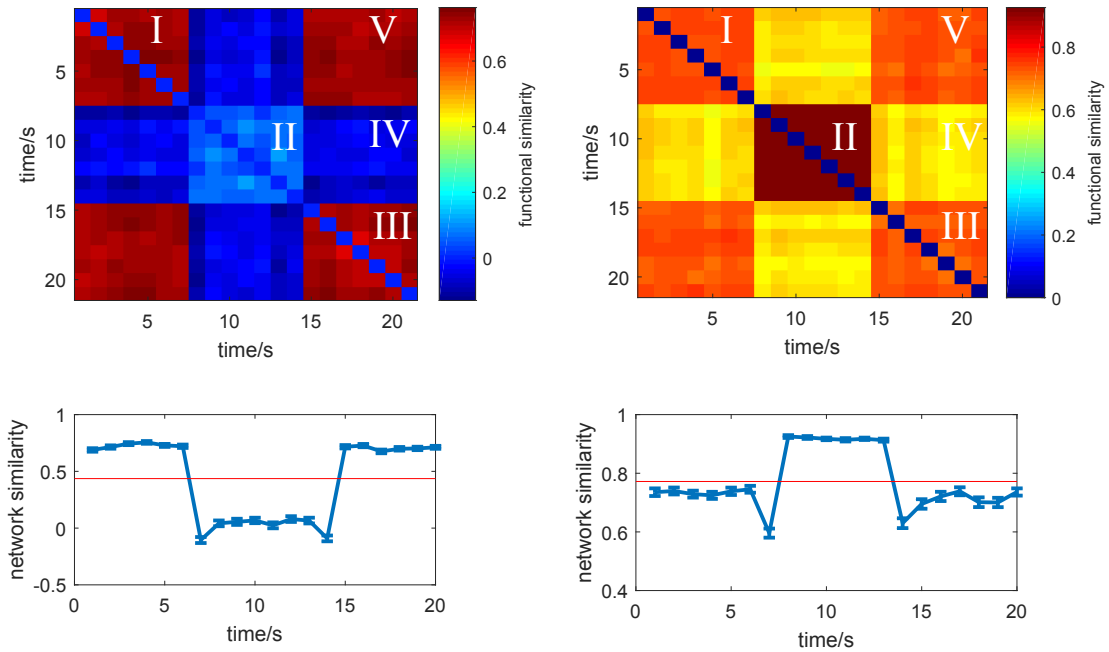 I V
II IV
III
5
10
15
20
time/s
5 10 15 20
time/s
0.6
0.4
0.2
0
functional similarity
I V
II IV
III
5
10
15
20
time/s
5 10 15 20
time/s
0.8
0.6
0.4
0.2
0
functional similarity
1
0.5
0
-0.5
network similarity
0 5 10 15 20
time/s
1
0.8
0.6
0.4
network similarity
0 5 10 15 20
time/s